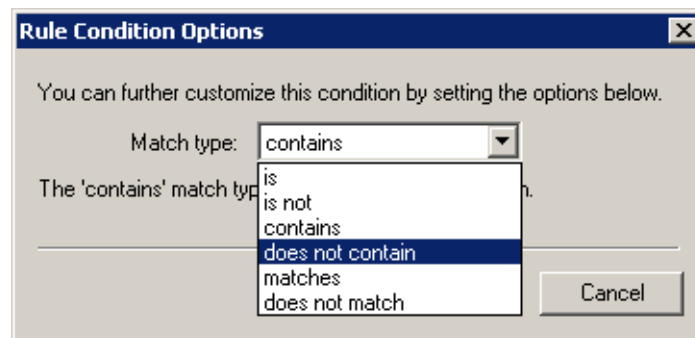 Rule Condition Options
You can further customize this condition by setting the options below.
Match type: contains
is
The 'contains' match
is not
contains
does not contain
matches
does not match
Cancel